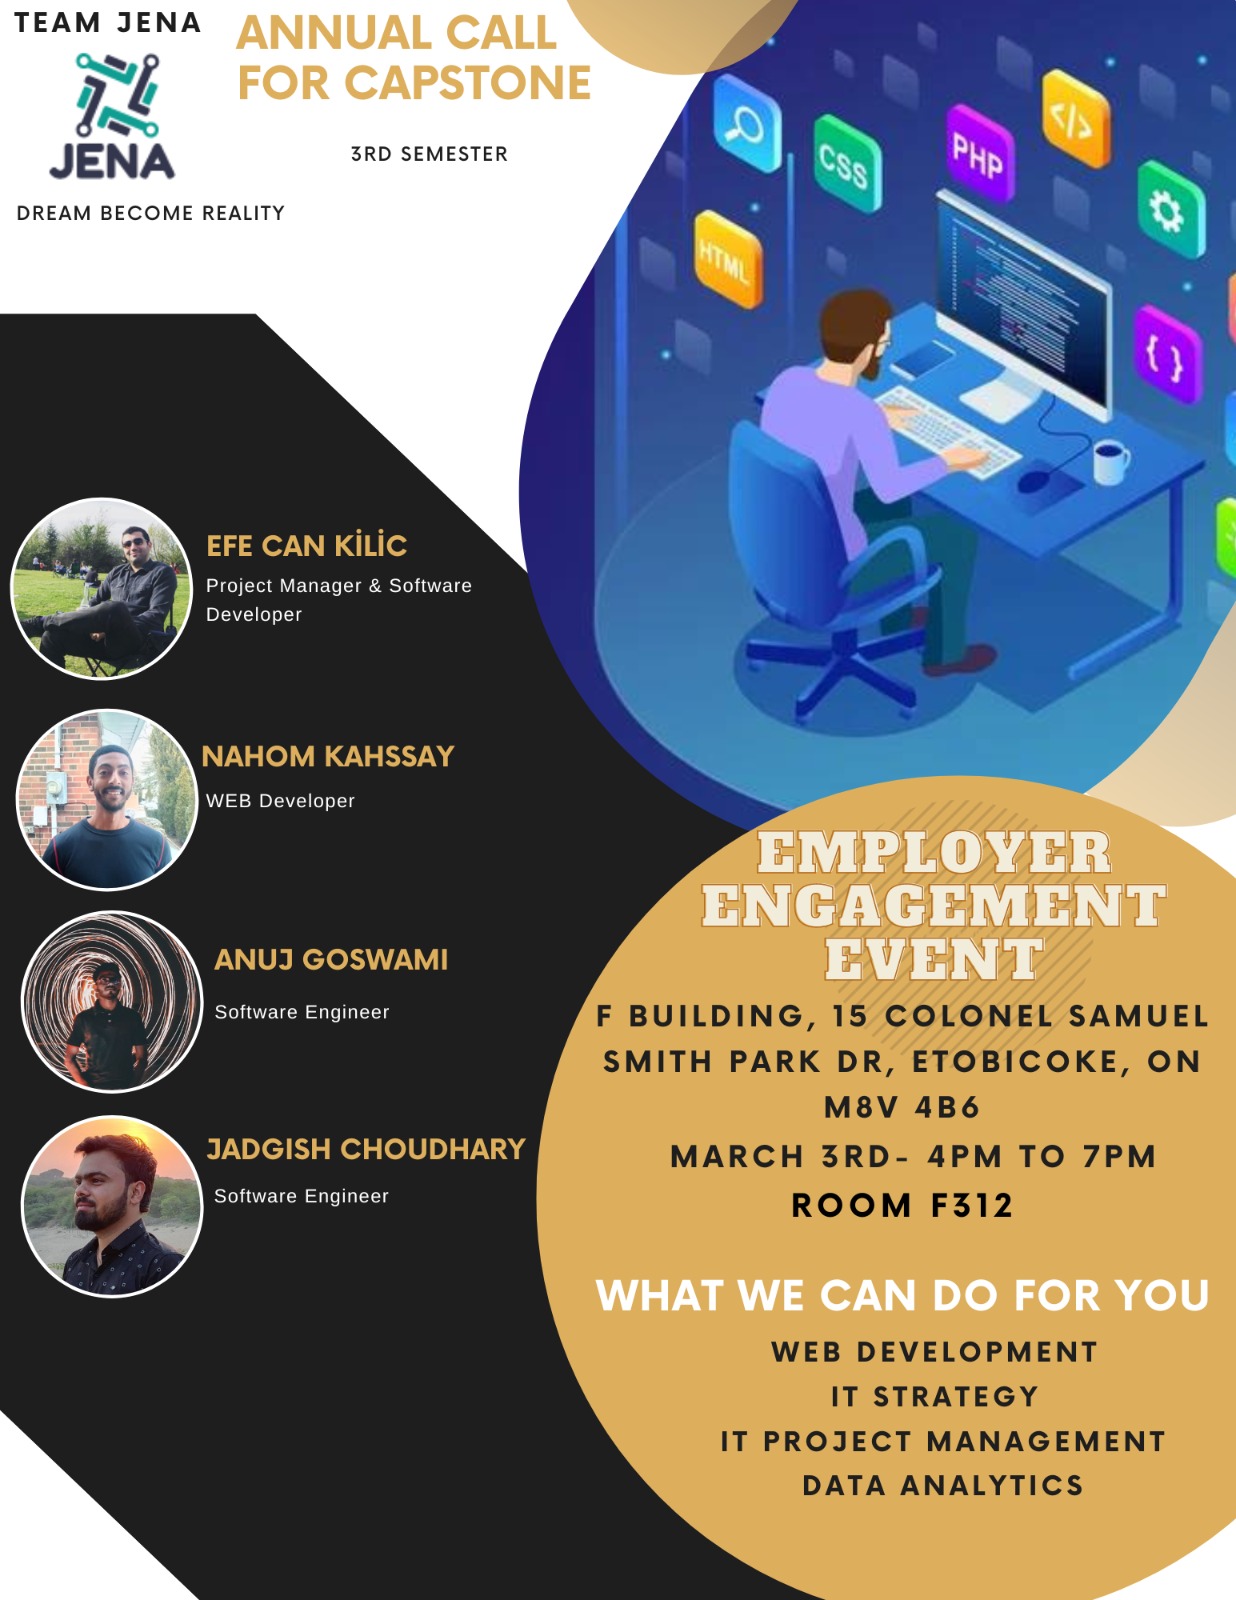 TEAM JENA
JENA
DREAM BECOME REALITY
ANNUAL CALL
FOR CAPSTONE
3RD SEMESTER
CSS
PHP
</>
HTML
{ }
EFE CAN KİLİC
Project Manager & Software
Developer
NAHOM KAHSSAY
WEB Developer
ANUJ GOSWAMI
Software Engineer
JADGISH CHOUDHARY
Software Engineer
EMPLOYER
ENGAGEMENT
EVENT
F BUILDING, 15 COLONEL SAMUEL
SMITH PARK DR, ETOBICOKE, ON
M8V 4B6
MARCH 3RD- 4PM TO 7PM
ROOM F312
WHAT WE CAN DO FOR YOU
WEB DEVELOPMENT
IT STRATEGY
IT PROJECT MANAGEMENT
DATA ANALYTICS